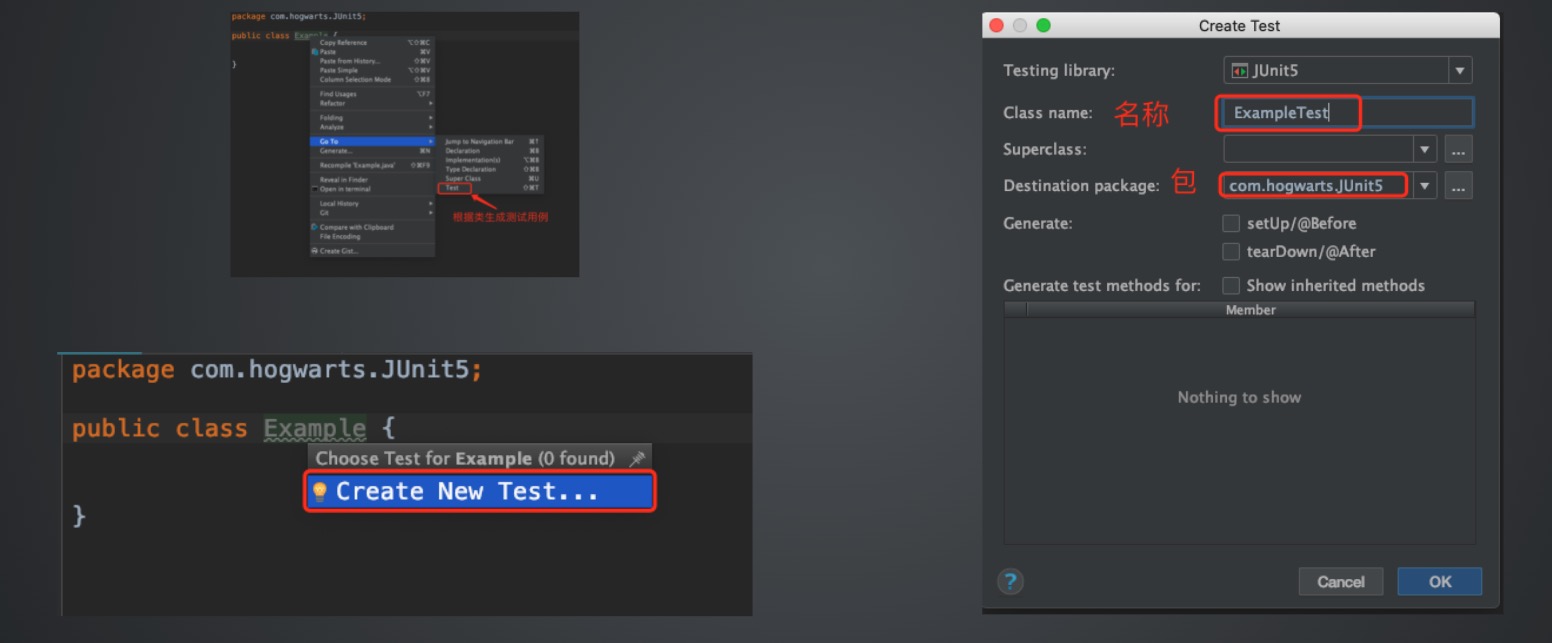 package com.hogwarts.JUnit5;
public class Example {
Copy Reference ⌥⇧⌘C
Paste ⌘V
Paste from History... ⇧⌘V
Paste Simple ⌥⇧⌘V
Column Selection Mode ⇧⌘8
}
Find Usages ⌥F7
Refactor
Folding
Analyze
Go To
Generate... ⌘N
Recompile 'Example.java' ⇧⌘F9
Reveal in Finder
Open in terminal
Local History
Git
Compare with Clipboard
File Encoding
Create Gist...
Jump to Navigation Bar
Declaration
Implementation(s)
Type Declaration
Super Class ⌘U
Test ⇧⌘T
根据类生成测试用例
package com.hogwarts.JUnit5;
public class Example {
Choose Test for Example (0 found)
Create New Test...
}
Create Test
Testing library: JUnit5
Class name: 名称 ExampleTest
Superclass: ...
Destination package: 包 com.hogwarts.JUnit5 ...
Generate: setUp/@Before
tearDown/@After
Generate test methods for: Show inherited methods
Member
Nothing to show
? Cancel OK